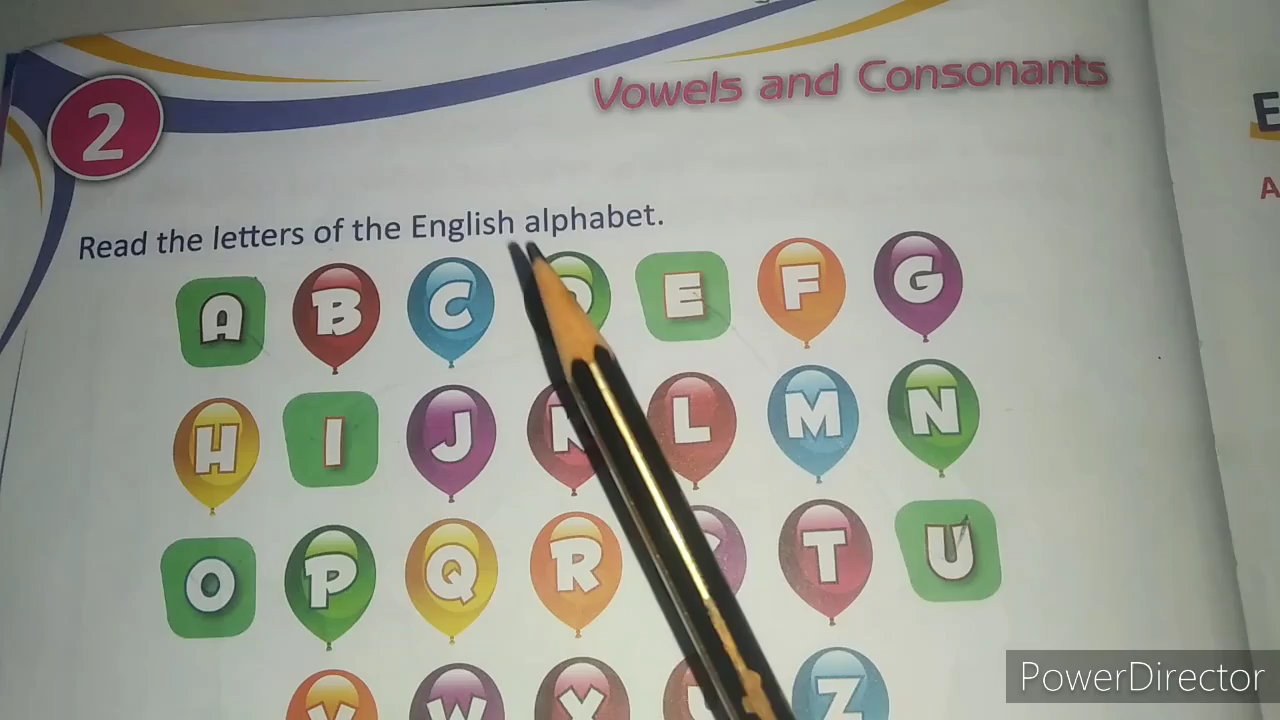 2
Vowels and Consonants
Read the letters of the English alphabet.
A B C D E F G
H I J K L M N
O P Q R S T U
V W X Z
E
A
PowerDirector